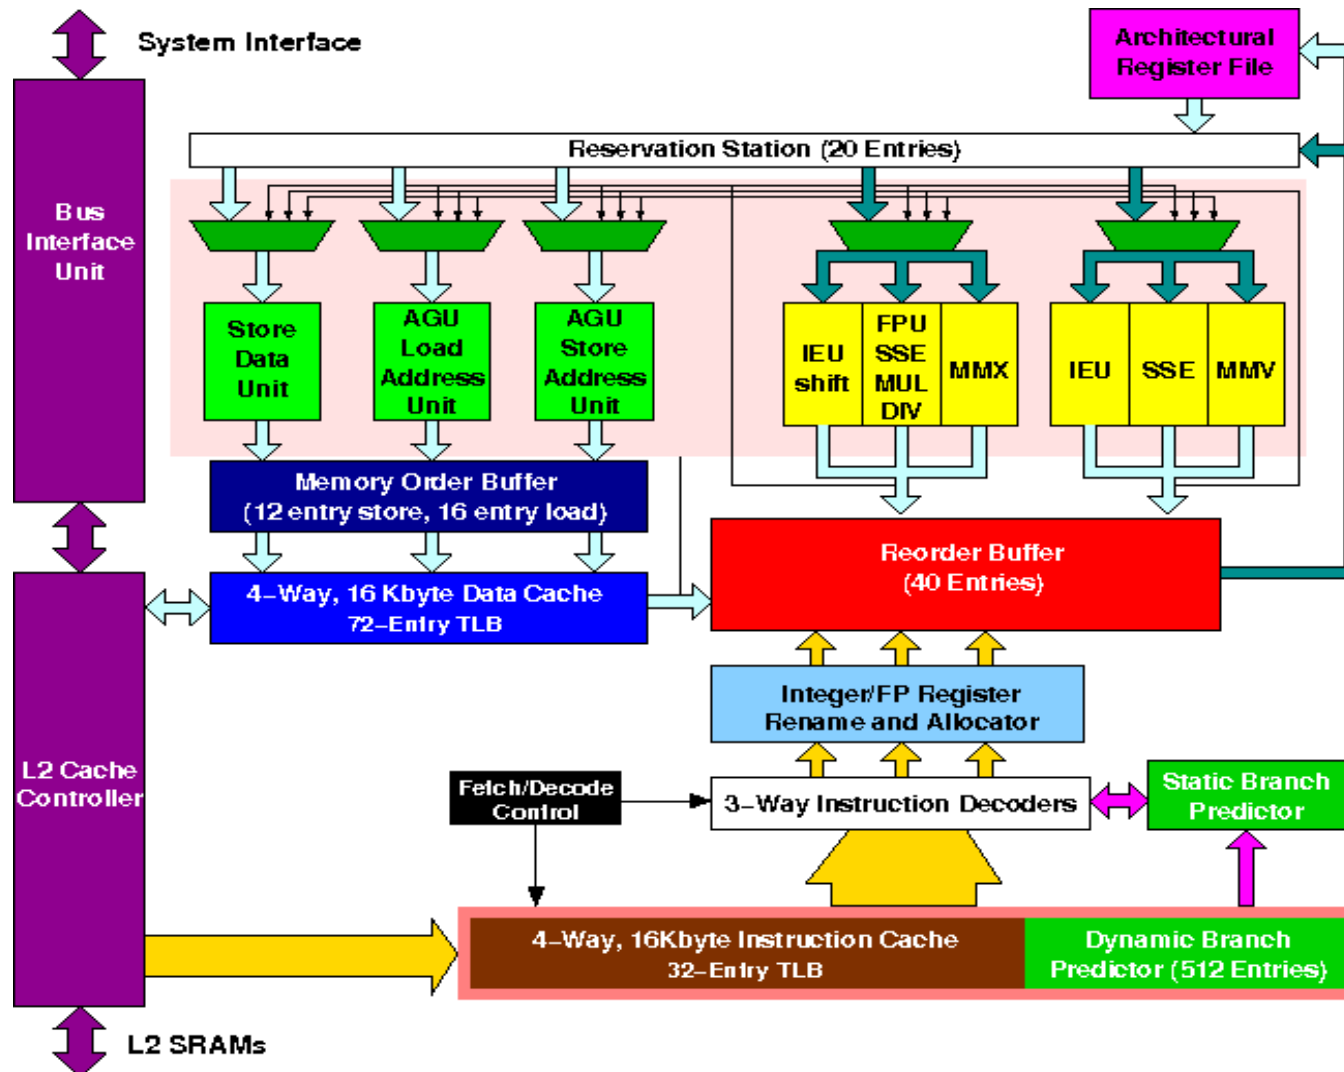 System Interface
Architectural
Register File
Reservation Station (20 Entries)
Bus
Interface
Unit
Store
Data
Unit
AGU
Load
Address
Unit
AGU
Store
Address
Unit
IEU
shift
FPU
SSE
MUL
DIV
MMX
IEU
SSE
MMV
Memory Order Buffer
(12 entry store, 16 entry load)
Reorder Buffer
(40 Entries)
4-Way, 16 Kbyte Data Cache
72-Entry TLB
Integer/FP Register
Rename and Allocator
L2 Cache
Controller
Fetch/Decode
Control
3-Way Instruction Decoders
Static Branch
Predictor
4-Way, 16Kbyte Instruction Cache
32-Entry TLB
Dynamic Branch
Predictor (512 Entries)
L2 SRAMs